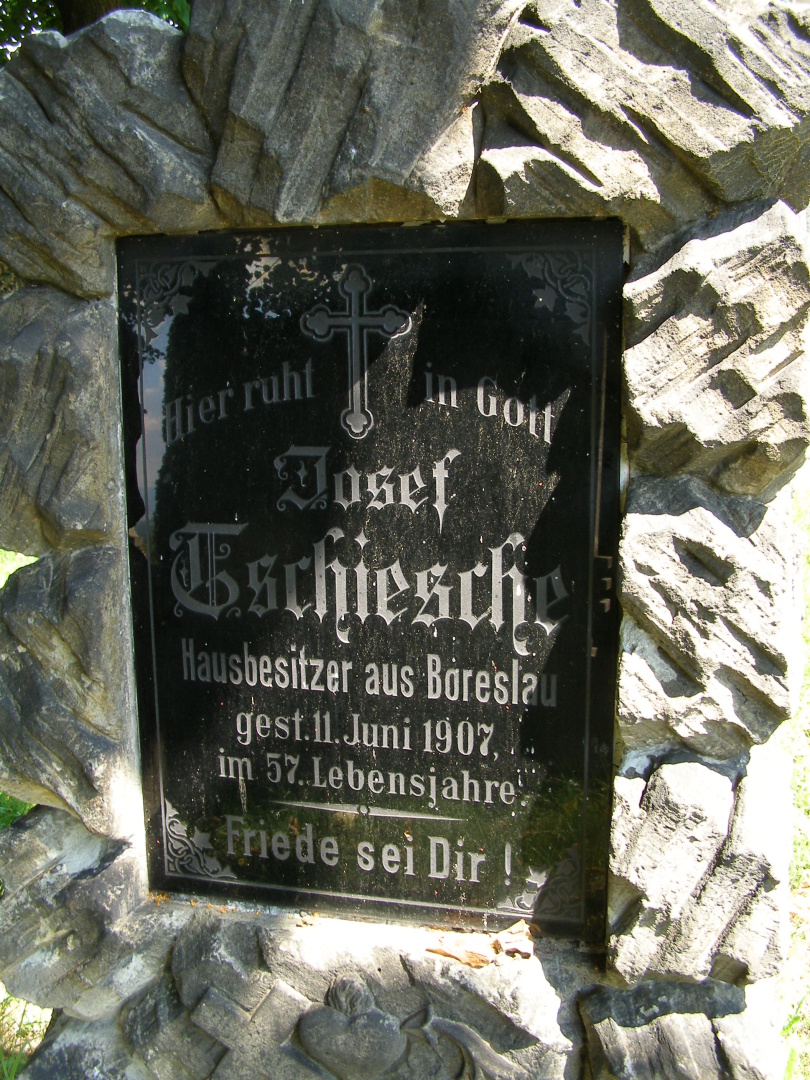 Hier ruht in Gott
Josef
Tschiesche
Hausbesitzer aus Boreslau
gest. 11. Juni 1907,
im 57. Lebensjahre.
Friede sei Dir !